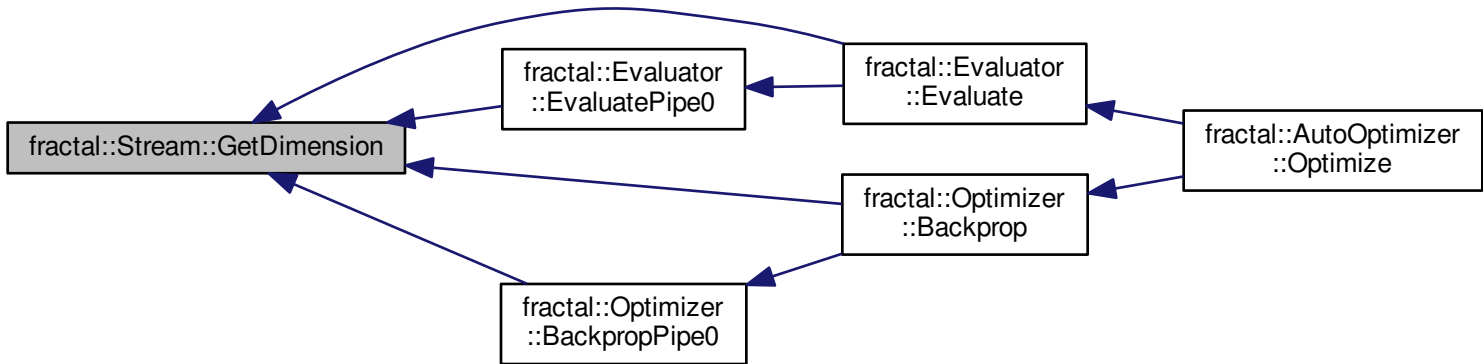 fractal::Stream::GetDimension
fractal::Evaluator
::EvaluatePipe0
fractal::Evaluator
::Evaluate
fractal::AutoOptimizer
::Optimize
fractal::Optimizer
::Backprop
fractal::Optimizer
::BackpropPipe0